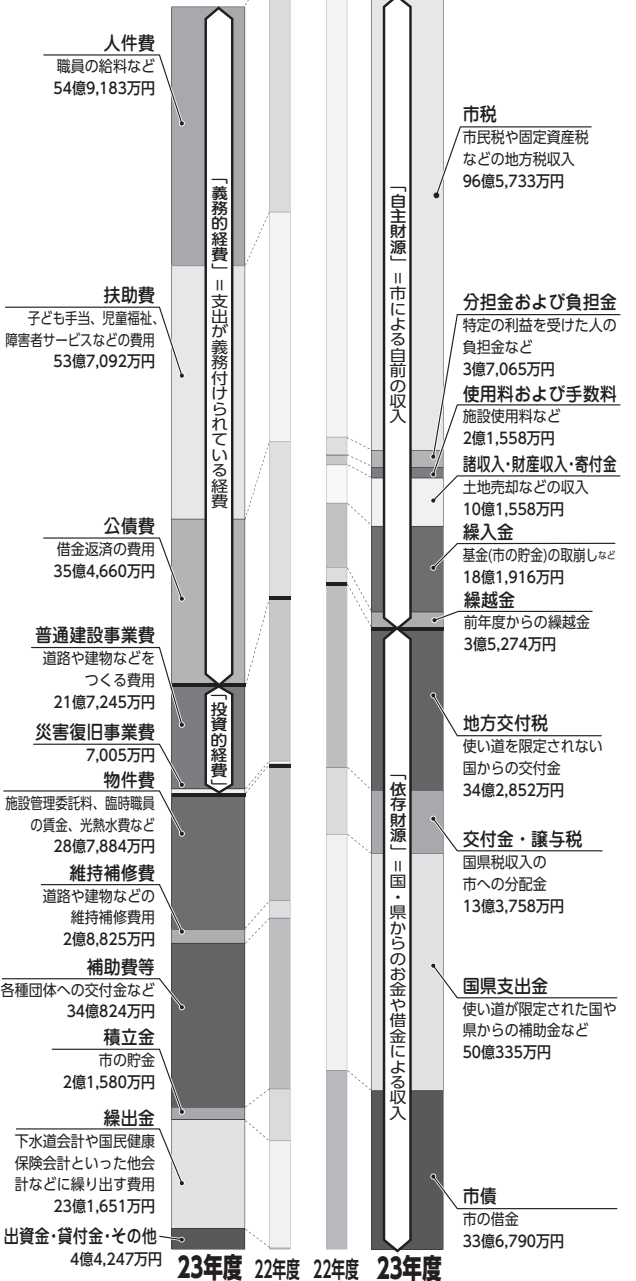 人件費
職員の給料など
54億9,183万円
扶助費
子ども手当、児童福祉、
障害者サービスなどの費用
53億7,092万円
公債費
借金返済の費用
35億4,660万円
普通建設事業費
道路や建物などを
つくる費用
21億7,245万円
災害復旧事業費
7,005万円
物件費
施設管理委託料、臨時職員
の賃金、光熱水費など
28億7,884万円
維持補修費
道路や建物などの
維持補修費用
2億8,825万円
補助費等
各種団体への交付金など
34億824万円
積立金
市の貯金
2億1,580万円
繰出金
下水道会計や国民健康
保険会計といった他会
計などに繰り出す費用
23億1,651万円
出資金・貸付金・その他
4億4,247万円
「義務的経費」＝支出が義務付けられている経費
「投資的経費」
「自主財源」＝市による自前の収入
「依存財源」＝国・県からのお金や借金による収入
市税
市民税や固定資産税
などの地方税収入
96億5,733万円
分担金および負担金
特定の利益を受けた人の
負担金など
3億7,065万円
使用料および手数料
施設使用料など
2億1,558万円
諸収入・財産収入・寄付金
土地売却などの収入
10億1,558万円
繰入金
基金(市の貯金)の取崩しなど
18億1,916万円
繰越金
前年度からの繰越金
3億5,274万円
地方交付税
使い道を限定されない
国からの交付金
34億2,852万円
交付金・譲与税
国県税収入の
市への分配金
13億3,758万円
国県支出金
使い道が限定された国や
県からの補助金など
50億335万円
市債
市の借金
33億6,790万円
23年度 22年度 22年度 23年度